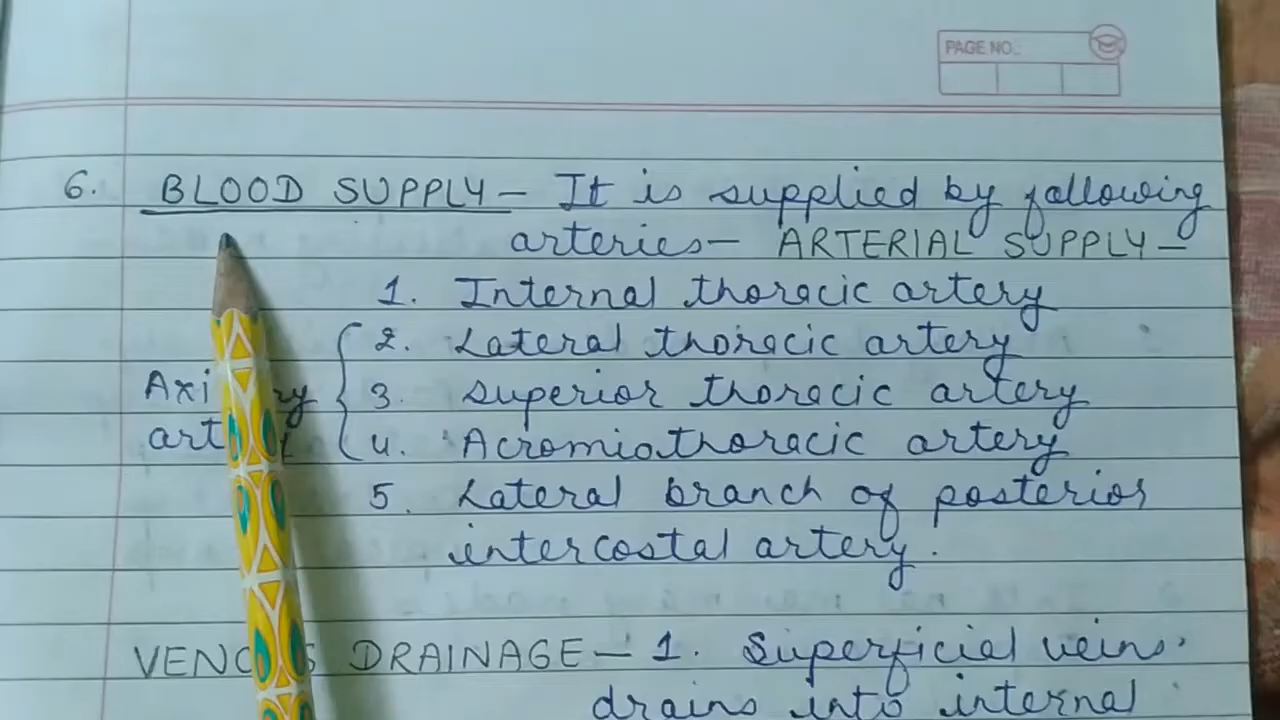 PAGE NO.:
6. BLOOD SUPPLY - It is supplied by following
arteries - ARTERIAL SUPPLY -
1. Internal thoracic artery
2. Lateral thoracic artery
3. Superior thoracic artery
4. Acromiothoracic artery
5. Lateral branch of posterior
intercostal artery.
DRAINAGE - 1. Superficial veins
drains into internal